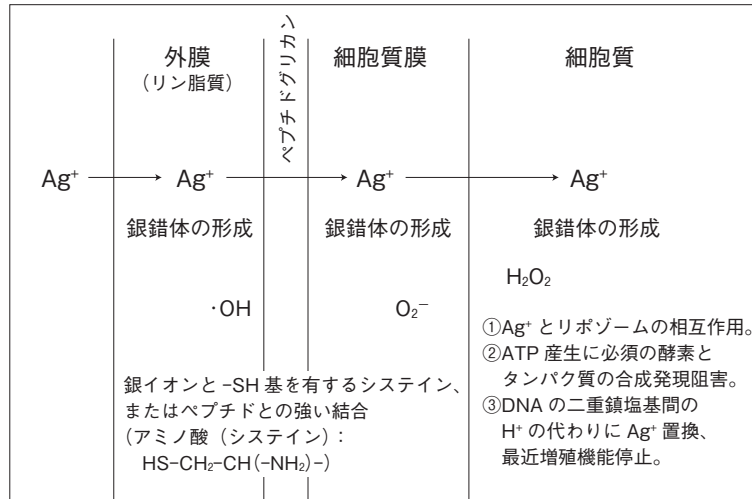 外膜
(リン脂質)
ペプチドグリカン
細胞質膜
細胞質
Ag⁺
Ag⁺
Ag⁺
Ag⁺
銀錯体の形成
銀錯体の形成
銀錯体の形成
·OH
O₂⁻
H₂O₂
銀イオンと −SH 基を有するシステイン、
またはペプチドとの強い結合
(アミノ酸(システイン):
HS−CH₂−CH(−NH₂)−)
①Ag⁺ とリポゾームの相互作用。
②ATP 産生に必須の酵素と
タンパク質の合成発現阻害。
③DNA の二重鎮塩基間の
H⁺ の代わりに Ag⁺ 置換、
最近増殖機能停止。